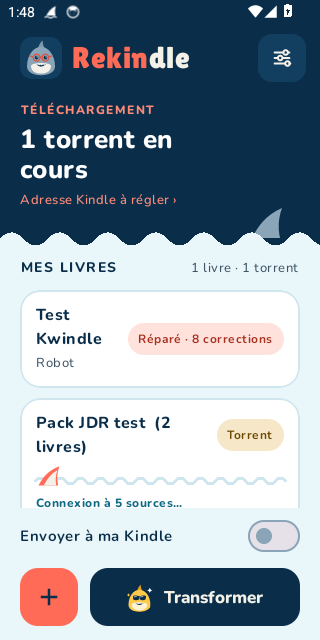 1:48
Rekindle
TÉLÉCHARGEMENT
1 torrent en
cours
Adresse Kindle à régler ›
MES LIVRES
1 livre · 1 torrent
Test
Kwindle
Réparé · 8 corrections
Robot
Pack JDR test (2
livres)
Torrent
Connexion à 5 sources…
Envoyer à ma Kindle
+
Transformer